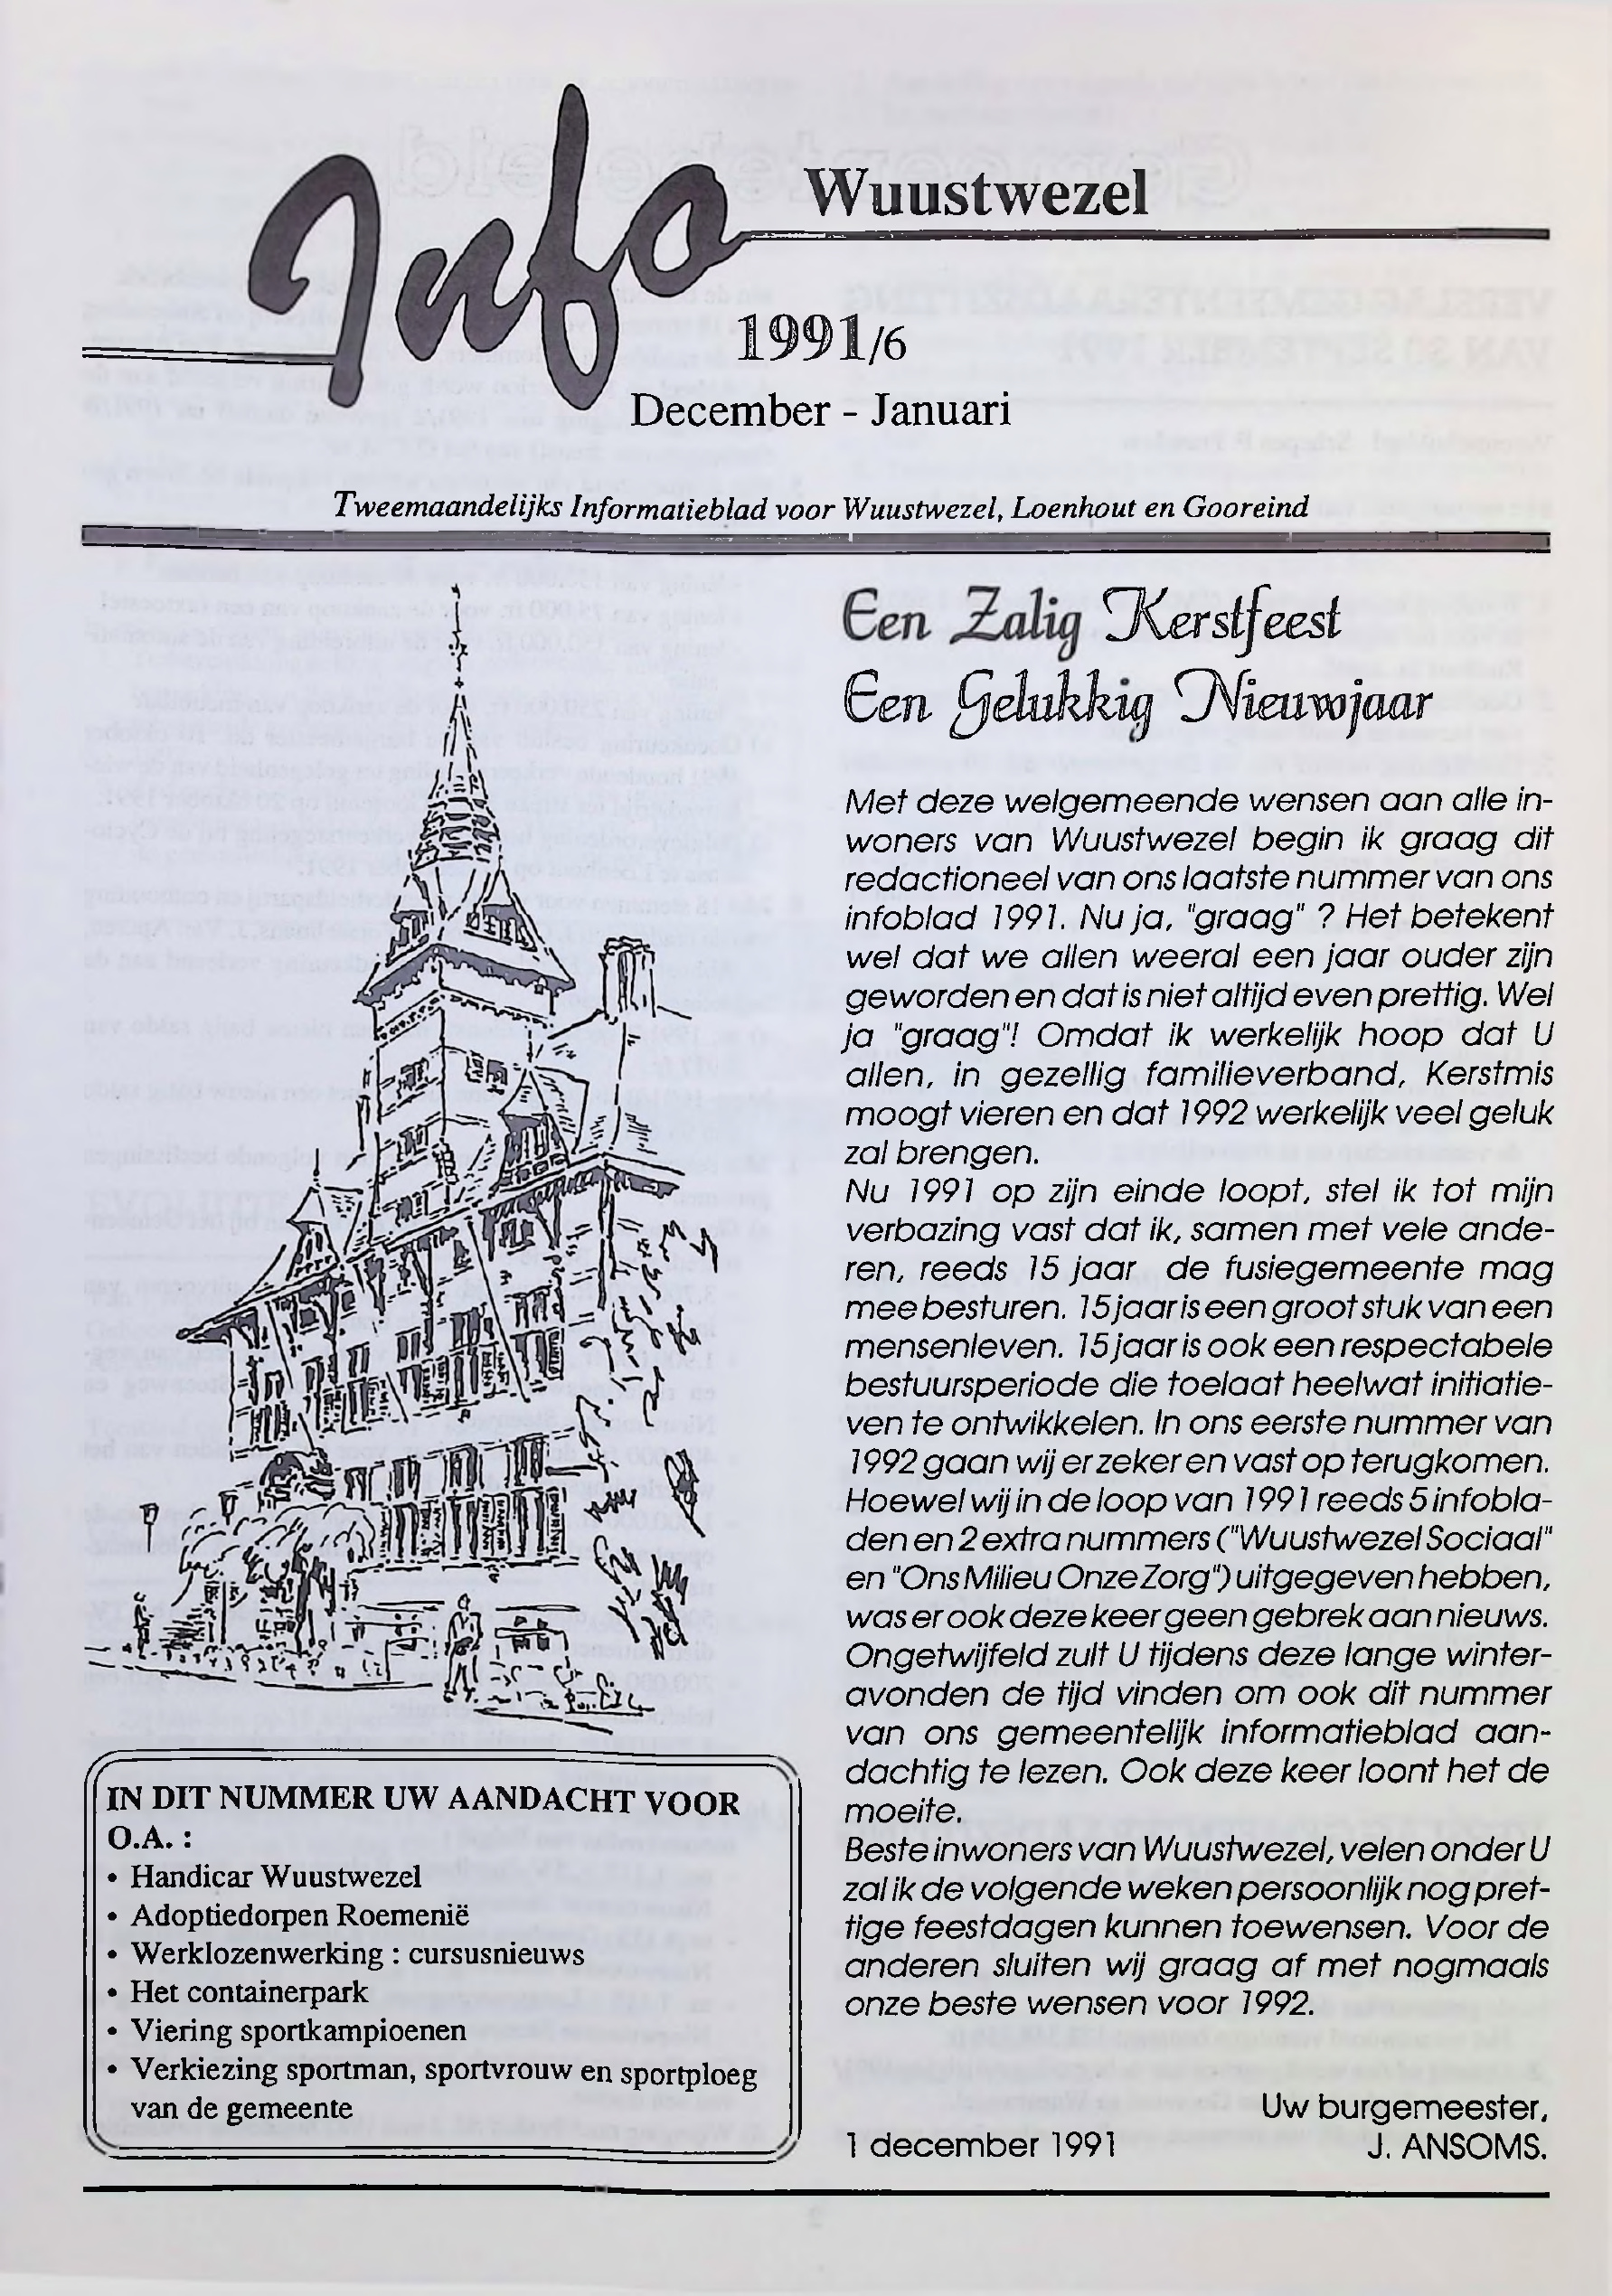 Info Wuustwezel
1991/6
December - Januari
Tweemaandelijks Informatieblad voor Wuustwezel, Loenhout en Gooreind
IN DIT NUMMER UW AANDACHT VOOR
O.A. :
• Handicar Wuustwezel
• Adoptiedorpen Roemenië
• Werklozenwerking : cursusnieuws
• Het containerpark
• Viering sportkampioenen
• Verkiezing sportman, sportvrouw en sportploeg
van de gemeente
Een Zalig Kerstfeest
Een Gelukkig Nieuwjaar
Met deze welgemeende wensen aan alle in-
woners van Wuustwezel begin ik graag dit
redactioneel van ons laatste nummer van ons
infoblad 1991. Nu ja, "graag" ? Het betekent
wel dat we allen weeral een jaar ouder zijn
geworden en dat is niet altijd even prettig. Wel
ja "graag"! Omdat ik werkelijk hoop dat U
allen, in gezellig familieverband, Kerstmis
moogt vieren en dat 1992 werkelijk veel geluk
zal brengen.
Nu 1991 op zijn einde loopt, stel ik tot mijn
verbazing vast dat ik, samen met vele ande-
ren, reeds 15 jaar de fusiegemeente mag
mee besturen. 15 jaar is een groot stuk van een
mensenleven. 15 jaar is ook een respectabele
bestuursperiode die toelaat heelwat initiatie-
ven te ontwikkelen. In ons eerste nummer van
1992 gaan wij er zeker en vast op terugkomen.
Hoewel wij in de loop van 1991 reeds 5 infobla-
den en 2 extra nummers ("Wuustwezel Sociaal"
en "Ons Milieu Onze Zorg") uitgegeven hebben,
was er ook deze keer geen gebrek aan nieuws.
Ongetwijfeld zult U tijdens deze lange winter-
avonden de tijd vinden om ook dit nummer
van ons gemeentelijk informatieblad aan-
dachtig te lezen. Ook deze keer loont het de
moeite.
Beste inwoners van Wuustwezel, velen onder U
zal ik de volgende weken persoonlijk nog pret-
tige feestdagen kunnen toewensen. Voor de
anderen sluiten wij graag af met nogmaals
onze beste wensen voor 1992.
Uw burgemeester,
1 december 1991 J. ANSOMS.